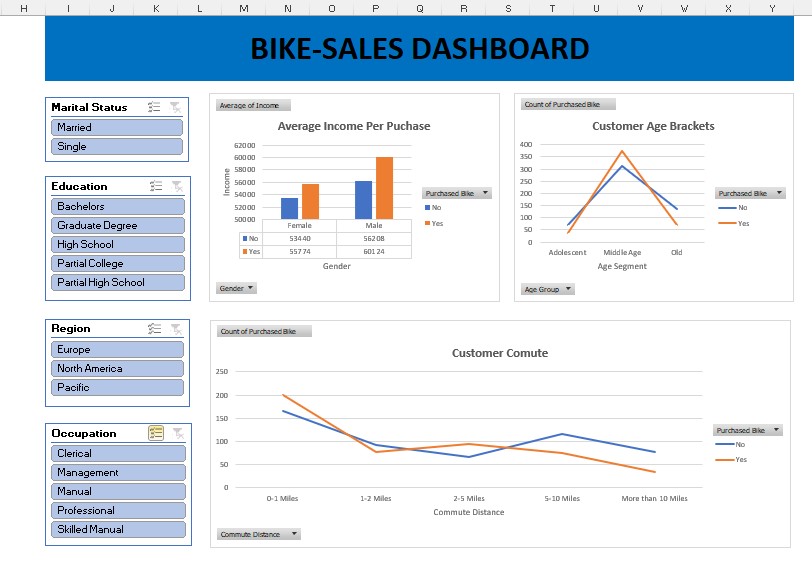 H I J K L M N O P Q R S T U V W X Y
BIKE-SALES DASHBOARD
Marital Status
Married
Single
Education
Bachelors
Graduate Degree
High School
Partial College
Partial High School
Region
Europe
North America
Pacific
Occupation
Clerical
Management
Manual
Professional
Skilled Manual
Average of Income
Average Income Per Puchase
Income
62000
60000
58000
56000
54000
52000
50000
Female Male
No 53440 56208
Yes 55774 60124
Gender
Purchased Bike
No
Yes
Gender
Count of Purchased Bike
Customer Age Brackets
400
350
300
250
200
150
100
50
0
Adolescent Middle Age Old
Age Segment
Purchased Bike
No
Yes
Age Group
Count of Purchased Bike
Customer Comute
250
200
150
100
50
0
0-1 Miles 1-2 Miles 2-5 Miles 5-10 Miles More than 10 Miles
Commute Distance
Purchased Bike
No
Yes
Commute Distance